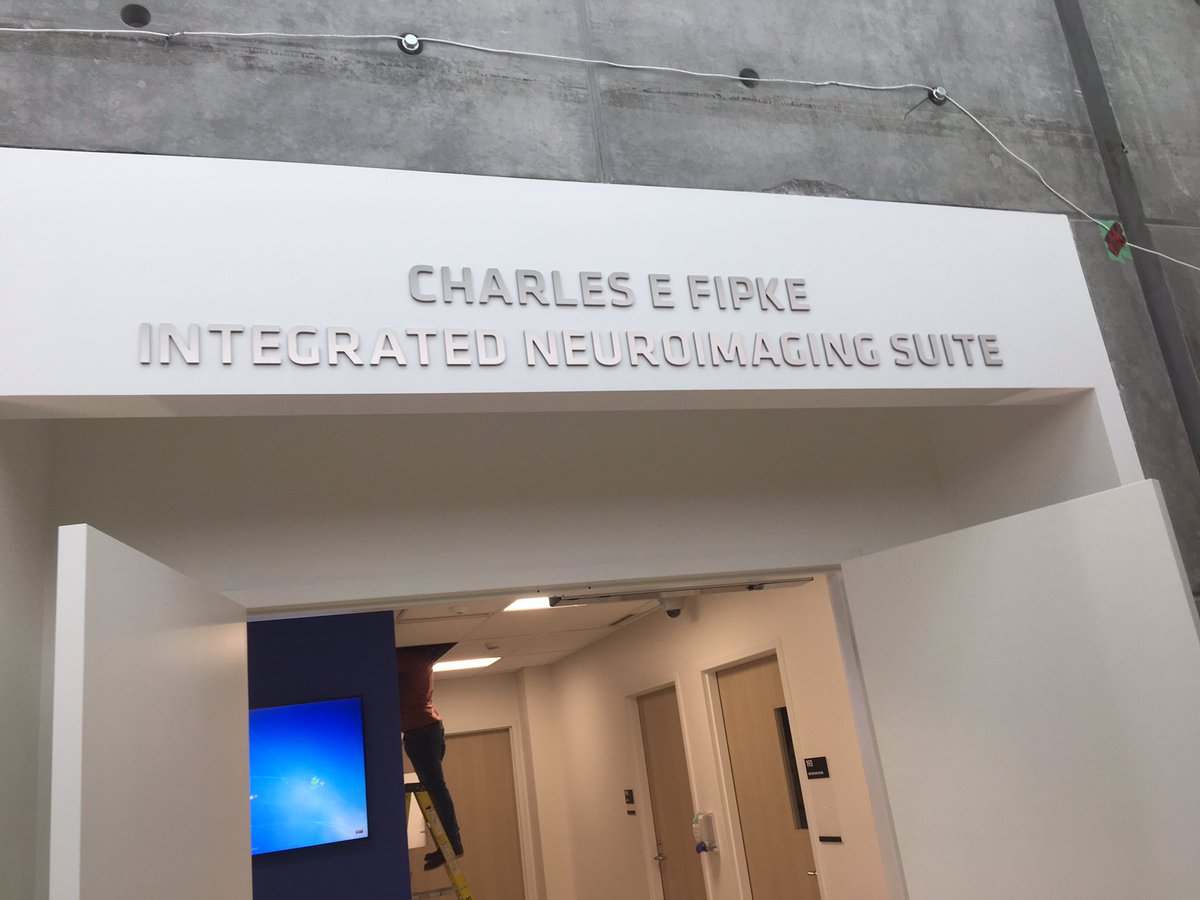 CHARLES E FIPKE
INTEGRATED NEUROIMAGING SUITE